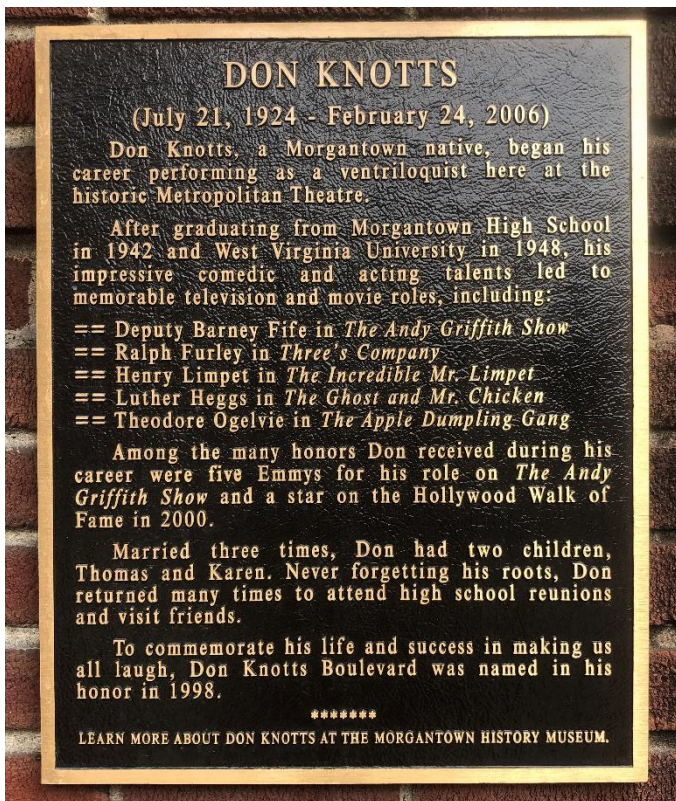 DON KNOTTS
(July 21, 1924 - February 24, 2006)
Don Knotts, a Morgantown native, began his
career performing as a ventriloquist here at the
historic Metropolitan Theatre.
After graduating from Morgantown High School
in 1942 and West Virginia University in 1948, his
impressive comedic and acting talents led to
memorable television and movie roles, including:
== Deputy Barney Fife in The Andy Griffith Show
== Ralph Furley in Three's Company
== Henry Limpet in The Incredible Mr. Limpet
== Luther Heggs in The Ghost and Mr. Chicken
== Theodore Ogelvie in The Apple Dumpling Gang
Among the many honors Don received during his
career were five Emmys for his role on The Andy
Griffith Show and a star on the Hollywood Walk of
Fame in 2000.
Married three times, Don had two children,
Thomas and Karen. Never forgetting his roots, Don
returned many times to attend high school reunions
and visit friends.
To commemorate his life and success in making us
all laugh, Don Knotts Boulevard was named in his
honor in 1998.
*******
LEARN MORE ABOUT DON KNOTTS AT THE MORGANTOWN HISTORY MUSEUM.